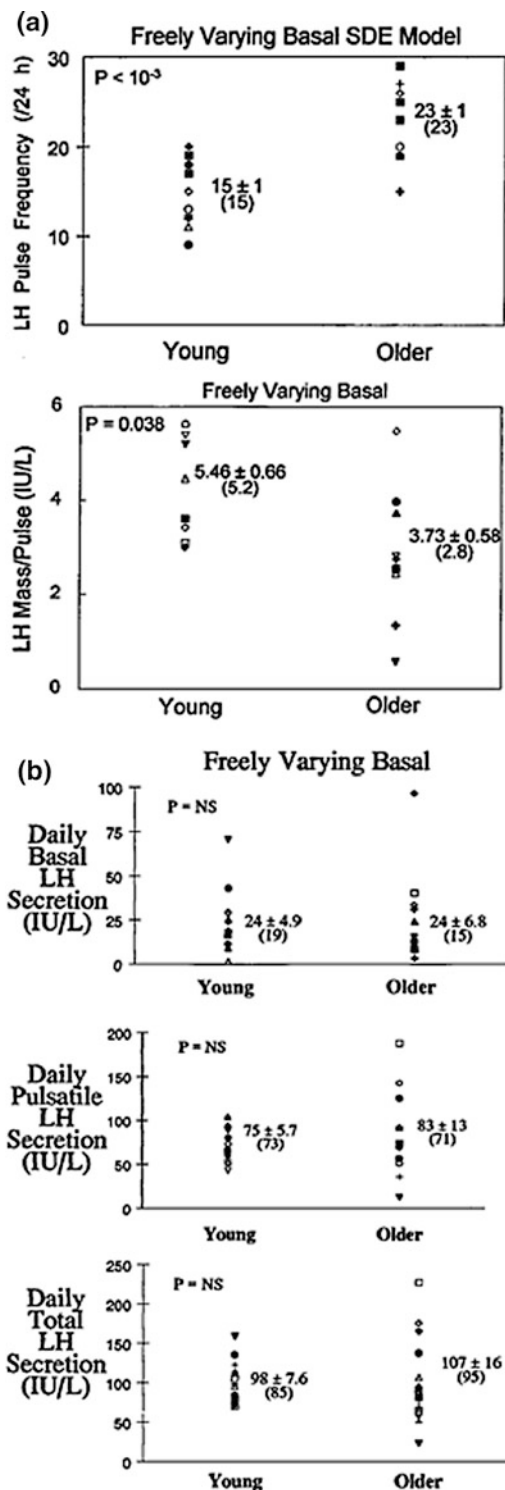 (a)
Freely Varying Basal SDE Model
P < 10-3
LH Pulse Frequency (/24 h)
30
20
10
0
15 ± 1
(15)
23 ± 1
(23)
Young
Older
Freely Varying Basal
P = 0.038
LH Mass/Pulse (IU/L)
6
4
2
0
5.46 ± 0.66
(5.2)
3.73 ± 0.58
(2.8)
Young
Older
(b)
Freely Varying Basal
Daily
Basal
LH
Secretion
(IU/L)
100
75
50
25
0
P = NS
24 ± 4.9
(19)
24 ± 6.8
(15)
Young
Older
Daily
Pulsatile
LH
Secretion
(IU/L)
200
150
100
50
0
P = NS
75 ± 5.7
(73)
83 ± 13
(71)
Young
Older
Daily
Total
LH
Secretion
(IU/L)
250
200
150
100
50
0
P = NS
98 ± 7.6
(85)
107 ± 16
(95)
Young
Older